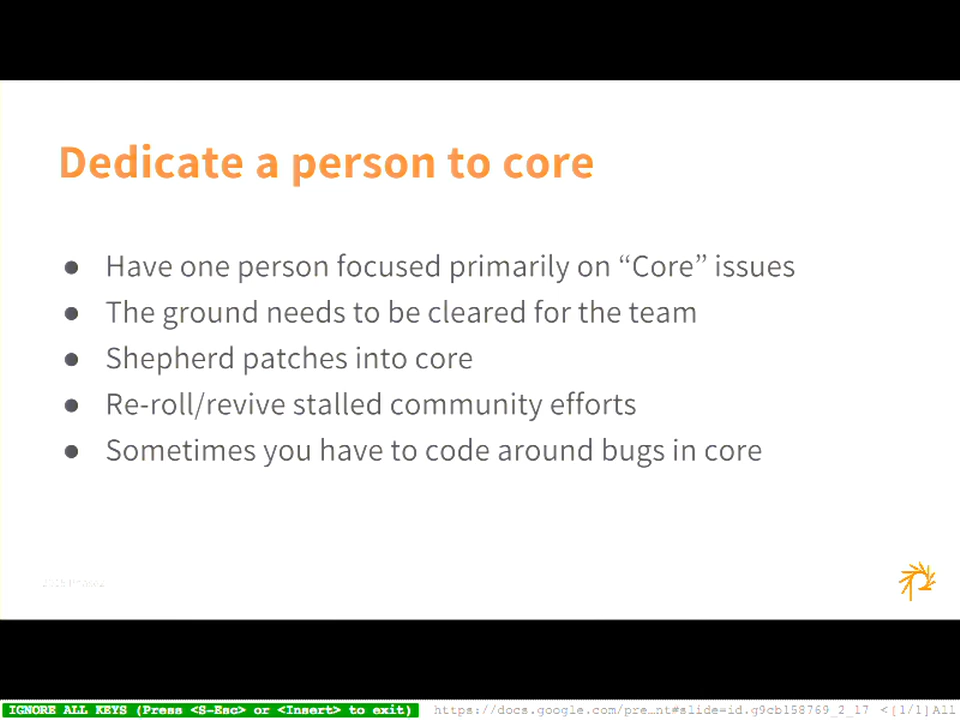 Dedicate a person to core
● Have one person focused primarily on “Core” issues
● The ground needs to be cleared for the team
● Shepherd patches into core
● Re-roll/revive stalled community efforts
● Sometimes you have to code around bugs in core
IGNORE ALL KEYS (Press <S-Esc> or <Insert> to exit) https://docs.google.com/pre…nt#slide=id.g9cb158769_2_17 <{1/1}All